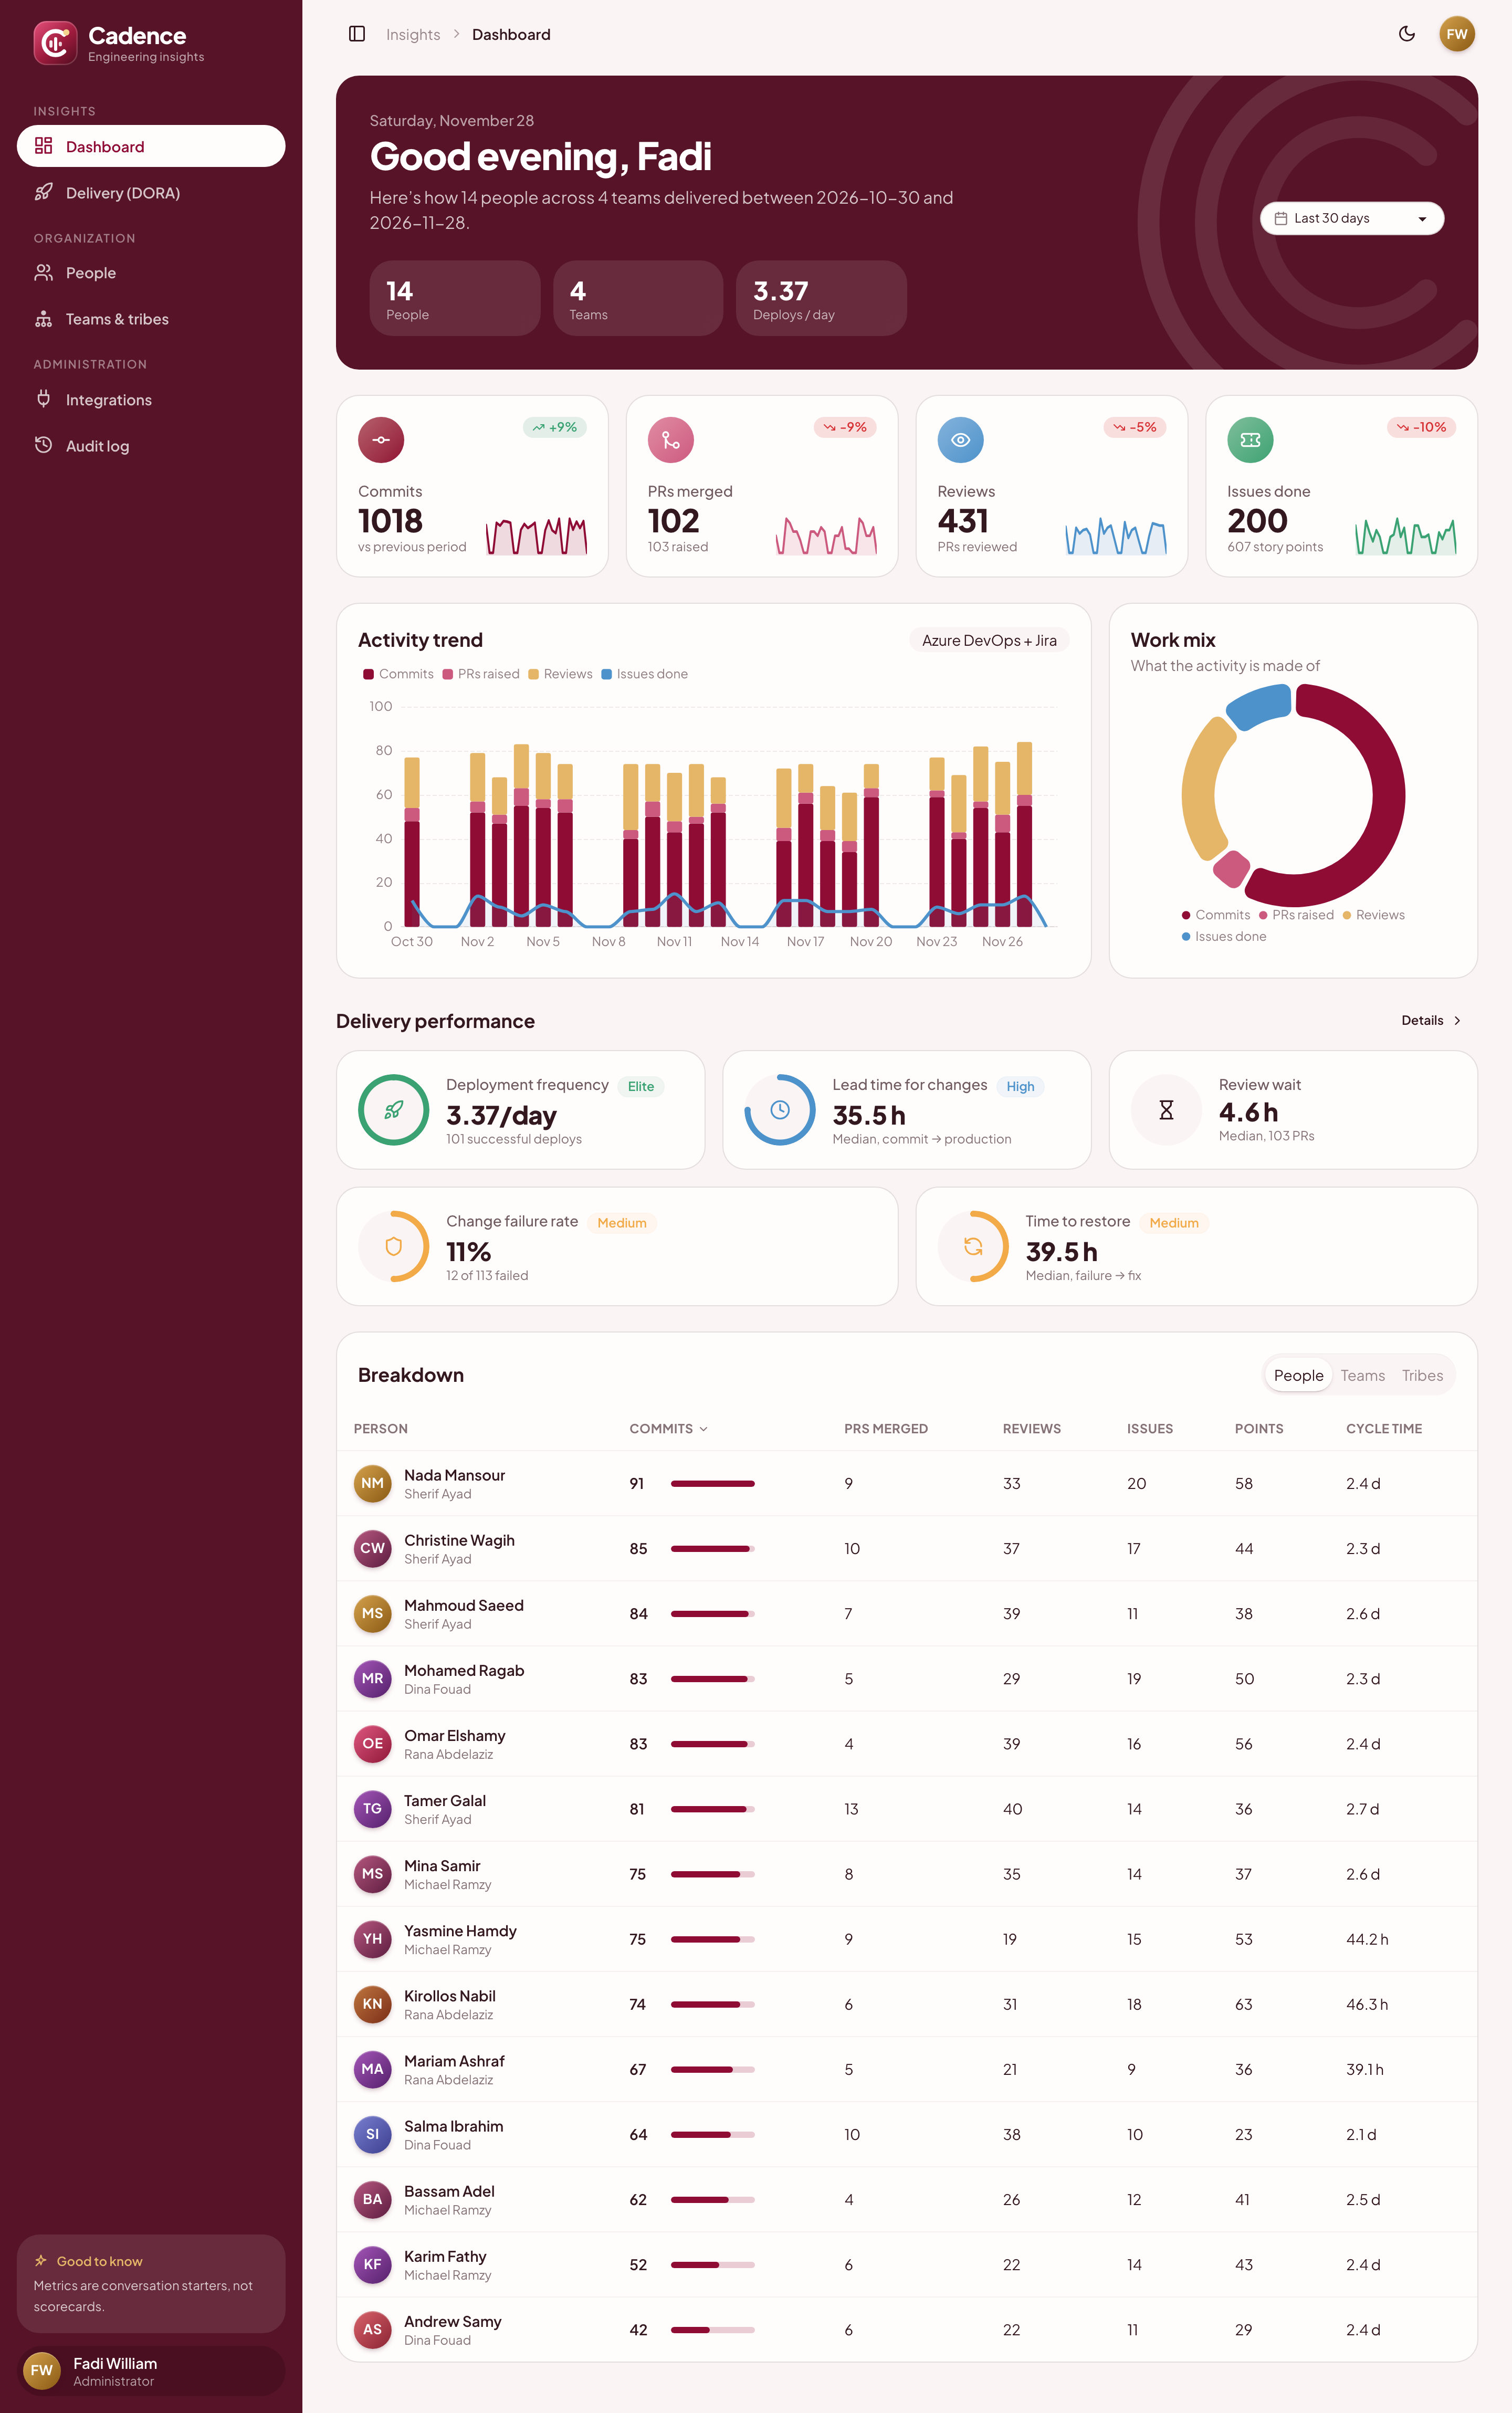 Cadence
Engineering insights
INSIGHTS
Dashboard
Delivery (DORA)
ORGANIZATION
People
Teams & tribes
ADMINISTRATION
Integrations
Audit log
Good to know
Metrics are conversation starters, not
scorecards.
FW
Fadi William
Administrator
Insights > Dashboard
FW
Saturday, November 28
Good evening, Fadi
Here's how 14 people across 4 teams delivered between 2026-10-30 and
2026-11-28.
Last 30 days
14
People
4
Teams
3.37
Deploys / day
+9%
Commits
1018
vs previous period
-9%
PRs merged
102
103 raised
-5%
Reviews
431
PRs reviewed
-10%
Issues done
200
607 story points
Activity trend
Azure DevOps + Jira
Commits PRs raised Reviews Issues done
100
80
60
40
20
0
Oct 30 Nov 2 Nov 5 Nov 8 Nov 11 Nov 14 Nov 17 Nov 20 Nov 23 Nov 26
Work mix
What the activity is made of
Commits PRs raised Reviews
Issues done
Delivery performance
Details
Deployment frequency Elite
3.37/day
101 successful deploys
Lead time for changes High
35.5 h
Median, commit → production
Review wait
4.6 h
Median, 103 PRs
Change failure rate Medium
11%
12 of 113 failed
Time to restore Medium
39.5 h
Median, failure → fix
Breakdown
People Teams Tribes
PERSON COMMITS PRS MERGED REVIEWS ISSUES POINTS CYCLE TIME
NM Nada Mansour 91 9 33 20 58 2.4 d
Sherif Ayad
CW Christine Wagih 85 10 37 17 44 2.3 d
Sherif Ayad
MS Mahmoud Saeed 84 7 39 11 38 2.6 d
Sherif Ayad
MR Mohamed Ragab 83 5 29 19 50 2.3 d
Dina Fouad
OE Omar Elshamy 83 4 39 16 56 2.4 d
Rana Abdelaziz
TG Tamer Galal 81 13 40 14 36 2.7 d
Sherif Ayad
MS Mina Samir 75 8 35 14 37 2.6 d
Michael Ramzy
YH Yasmine Hamdy 75 9 19 15 53 44.2 h
Michael Ramzy
KN Kirollos Nabil 74 6 31 18 63 46.3 h
Rana Abdelaziz
MA Mariam Ashraf 67 5 21 9 36 39.1 h
Rana Abdelaziz
SI Salma Ibrahim 64 10 38 10 23 2.1 d
Dina Fouad
BA Bassam Adel 62 4 26 12 41 2.5 d
Michael Ramzy
KF Karim Fathy 52 6 22 14 43 2.4 d
Michael Ramzy
AS Andrew Samy 42 6 22 11 29 2.4 d
Dina Fouad